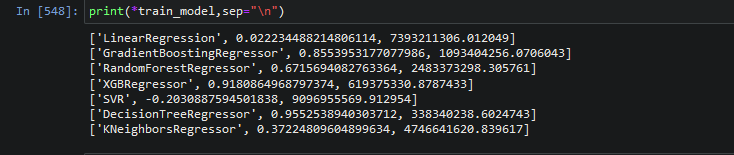 In [548]: print(*train_model,sep="\n")
['LinearRegression', 0.022234488214806114, 7393211306.012049]
['GradientBoostingRegressor', 0.8553953177077986, 1093404256.0706043]
['RandomForestRegressor', 0.6715694082763364, 2483373298.305761]
['XGBRegressor', 0.9180864968797374, 619375330.8787433]
['SVR', -0.2030887594501838, 9096955569.912954]
['DecisionTreeRegressor', 0.9552538940303712, 338340238.6024743]
['KNeighborsRegressor', 0.37224809604899634, 4746641620.839617]